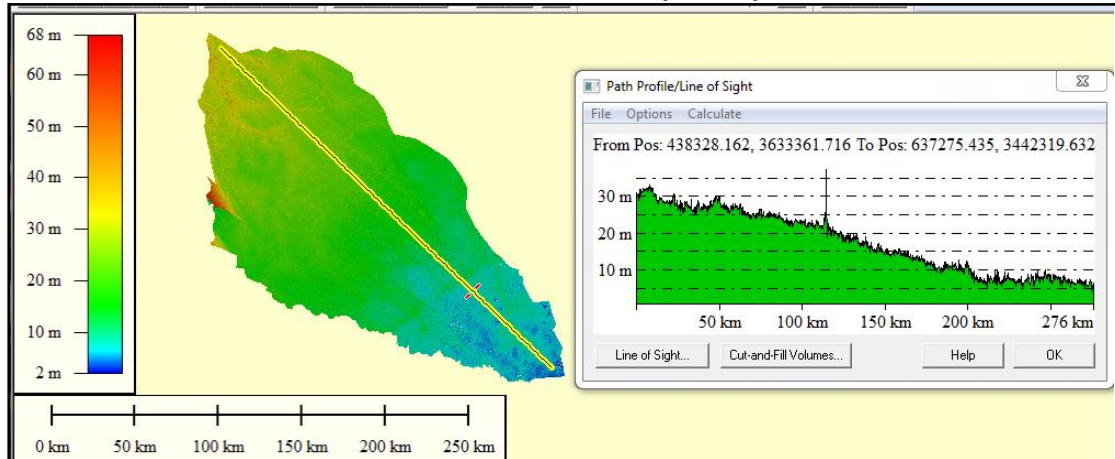 68 m
60 m
50 m
40 m
30 m
20 m
10 m
2 m
0 km 50 km 100 km 150 km 200 km 250 km
Path Profile/Line of Sight
File Options Calculate
From Pos: 438328.162, 3633361.716 To Pos: 637275.435, 3442319.632
30 m
20 m
10 m
50 km 100 km 150 km 200 km 276 km
Line of Sight... Cut-and-Fill Volumes... Help OK